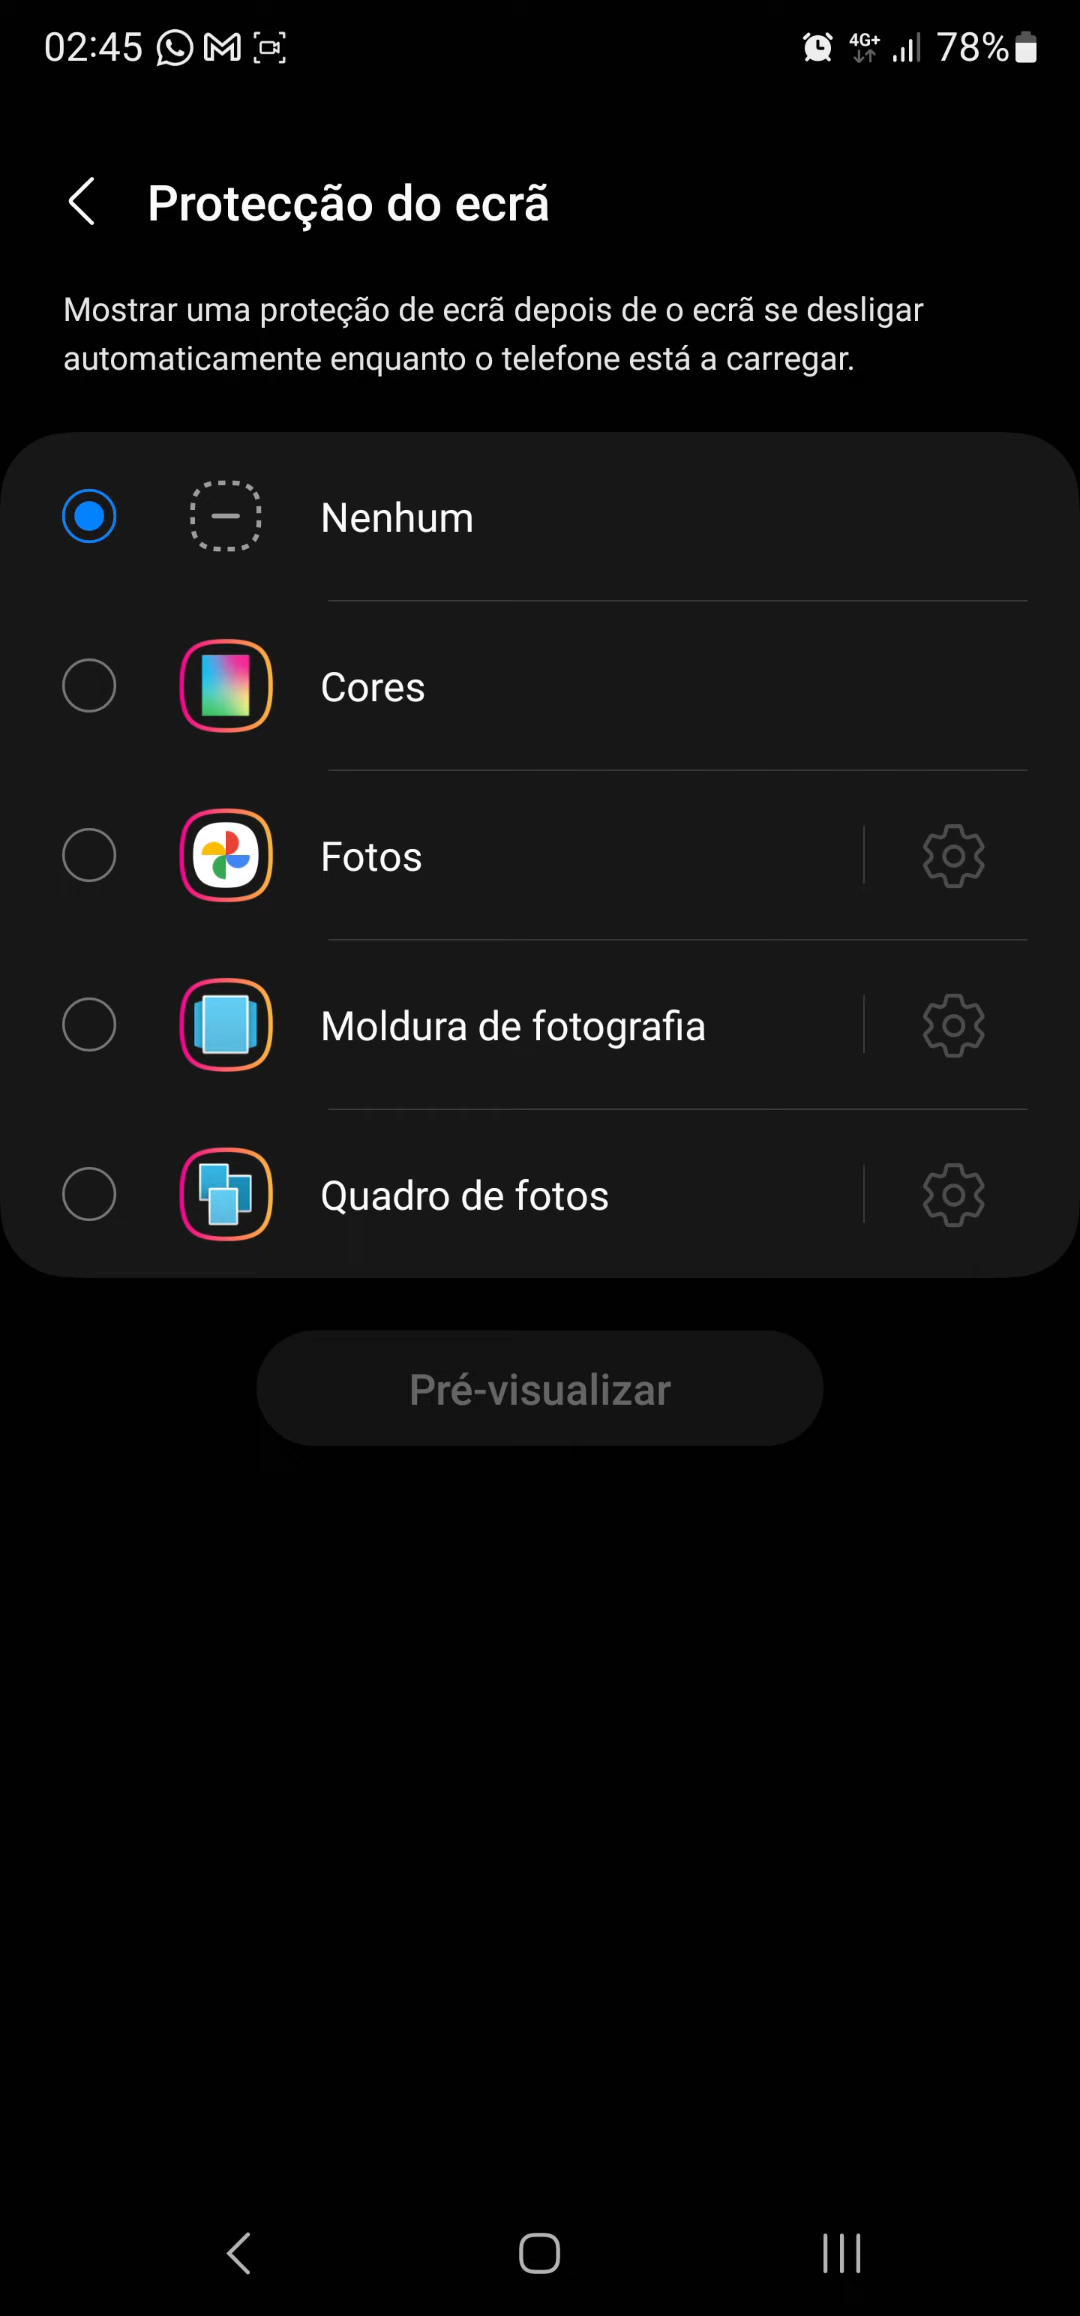 02:45 4G+ 78%
Protecção do ecrã
Mostrar uma proteção de ecrã depois de o ecrã se desligar
automaticamente enquanto o telefone está a carregar.
Nenhum
Cores
Fotos
Moldura de fotografia
Quadro de fotos
Pré-visualizar